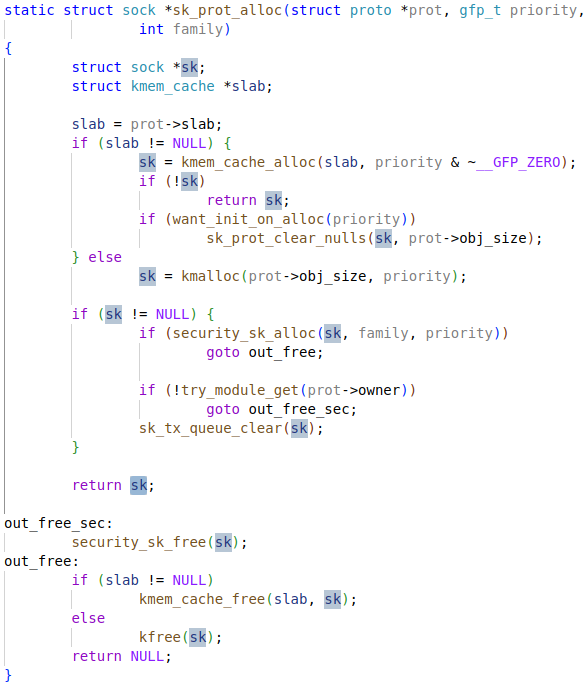 static struct sock *sk_prot_alloc(struct proto *prot, gfp_t priority,
                int family)
{
        struct sock *sk;
        struct kmem_cache *slab;

        slab = prot->slab;
        if (slab != NULL) {
                sk = kmem_cache_alloc(slab, priority & ~__GFP_ZERO);
                if (!sk)
                        return sk;
                if (want_init_on_alloc(priority))
                        sk_prot_clear_nulls(sk, prot->obj_size);
        } else
                sk = kmalloc(prot->obj_size, priority);

        if (sk != NULL) {
                if (security_sk_alloc(sk, family, priority))
                        goto out_free;

                if (!try_module_get(prot->owner))
                        goto out_free_sec;
                sk_tx_queue_clear(sk);
        }

        return sk;

out_free_sec:
        security_sk_free(sk);
out_free:
        if (slab != NULL)
                kmem_cache_free(slab, sk);
        else
                kfree(sk);
        return NULL;
}